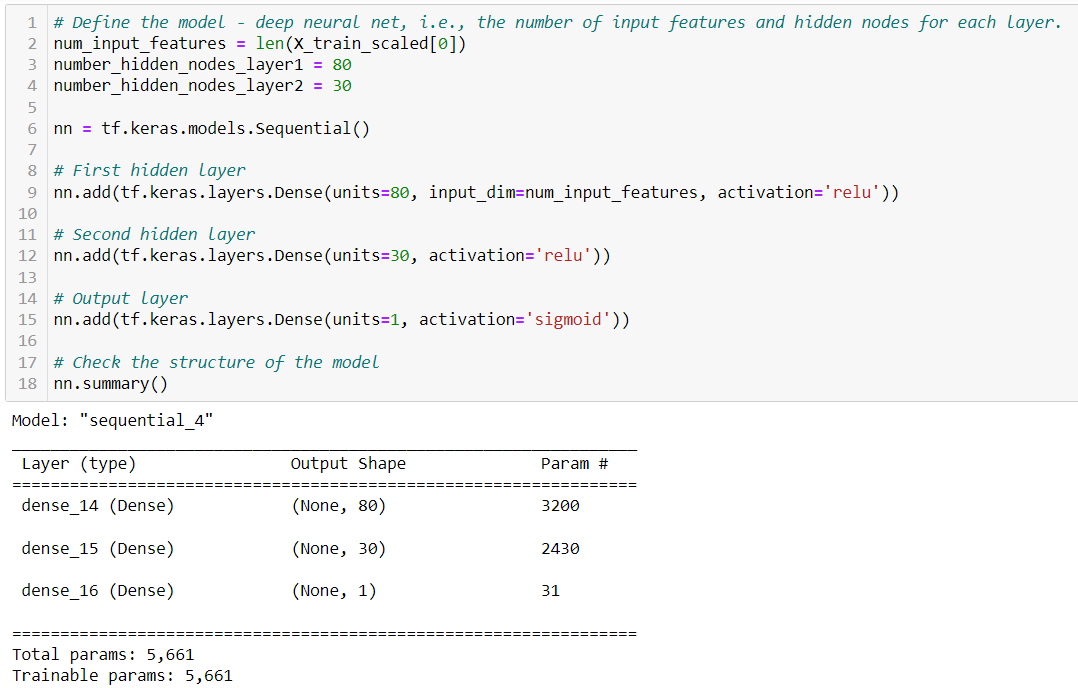 1 # Define the model - deep neural net, i.e., the number of input features and hidden nodes for each layer.
2 num_input_features = len(X_train_scaled[0])
3 number_hidden_nodes_layer1 = 80
4 number_hidden_nodes_layer2 = 30
5
6 nn = tf.keras.models.Sequential()
7
8 # First hidden layer
9 nn.add(tf.keras.layers.Dense(units=80, input_dim=num_input_features, activation='relu'))
10
11 # Second hidden layer
12 nn.add(tf.keras.layers.Dense(units=30, activation='relu'))
13
14 # Output layer
15 nn.add(tf.keras.layers.Dense(units=1, activation='sigmoid'))
16
17 # Check the structure of the model
18 nn.summary()
Model: "sequential_4"
_________________________________________________________________
Layer (type) Output Shape Param #
=================================================================
dense_14 (Dense) (None, 80) 3200
dense_15 (Dense) (None, 30) 2430
dense_16 (Dense) (None, 1) 31
=================================================================
Total params: 5,661
Trainable params: 5,661